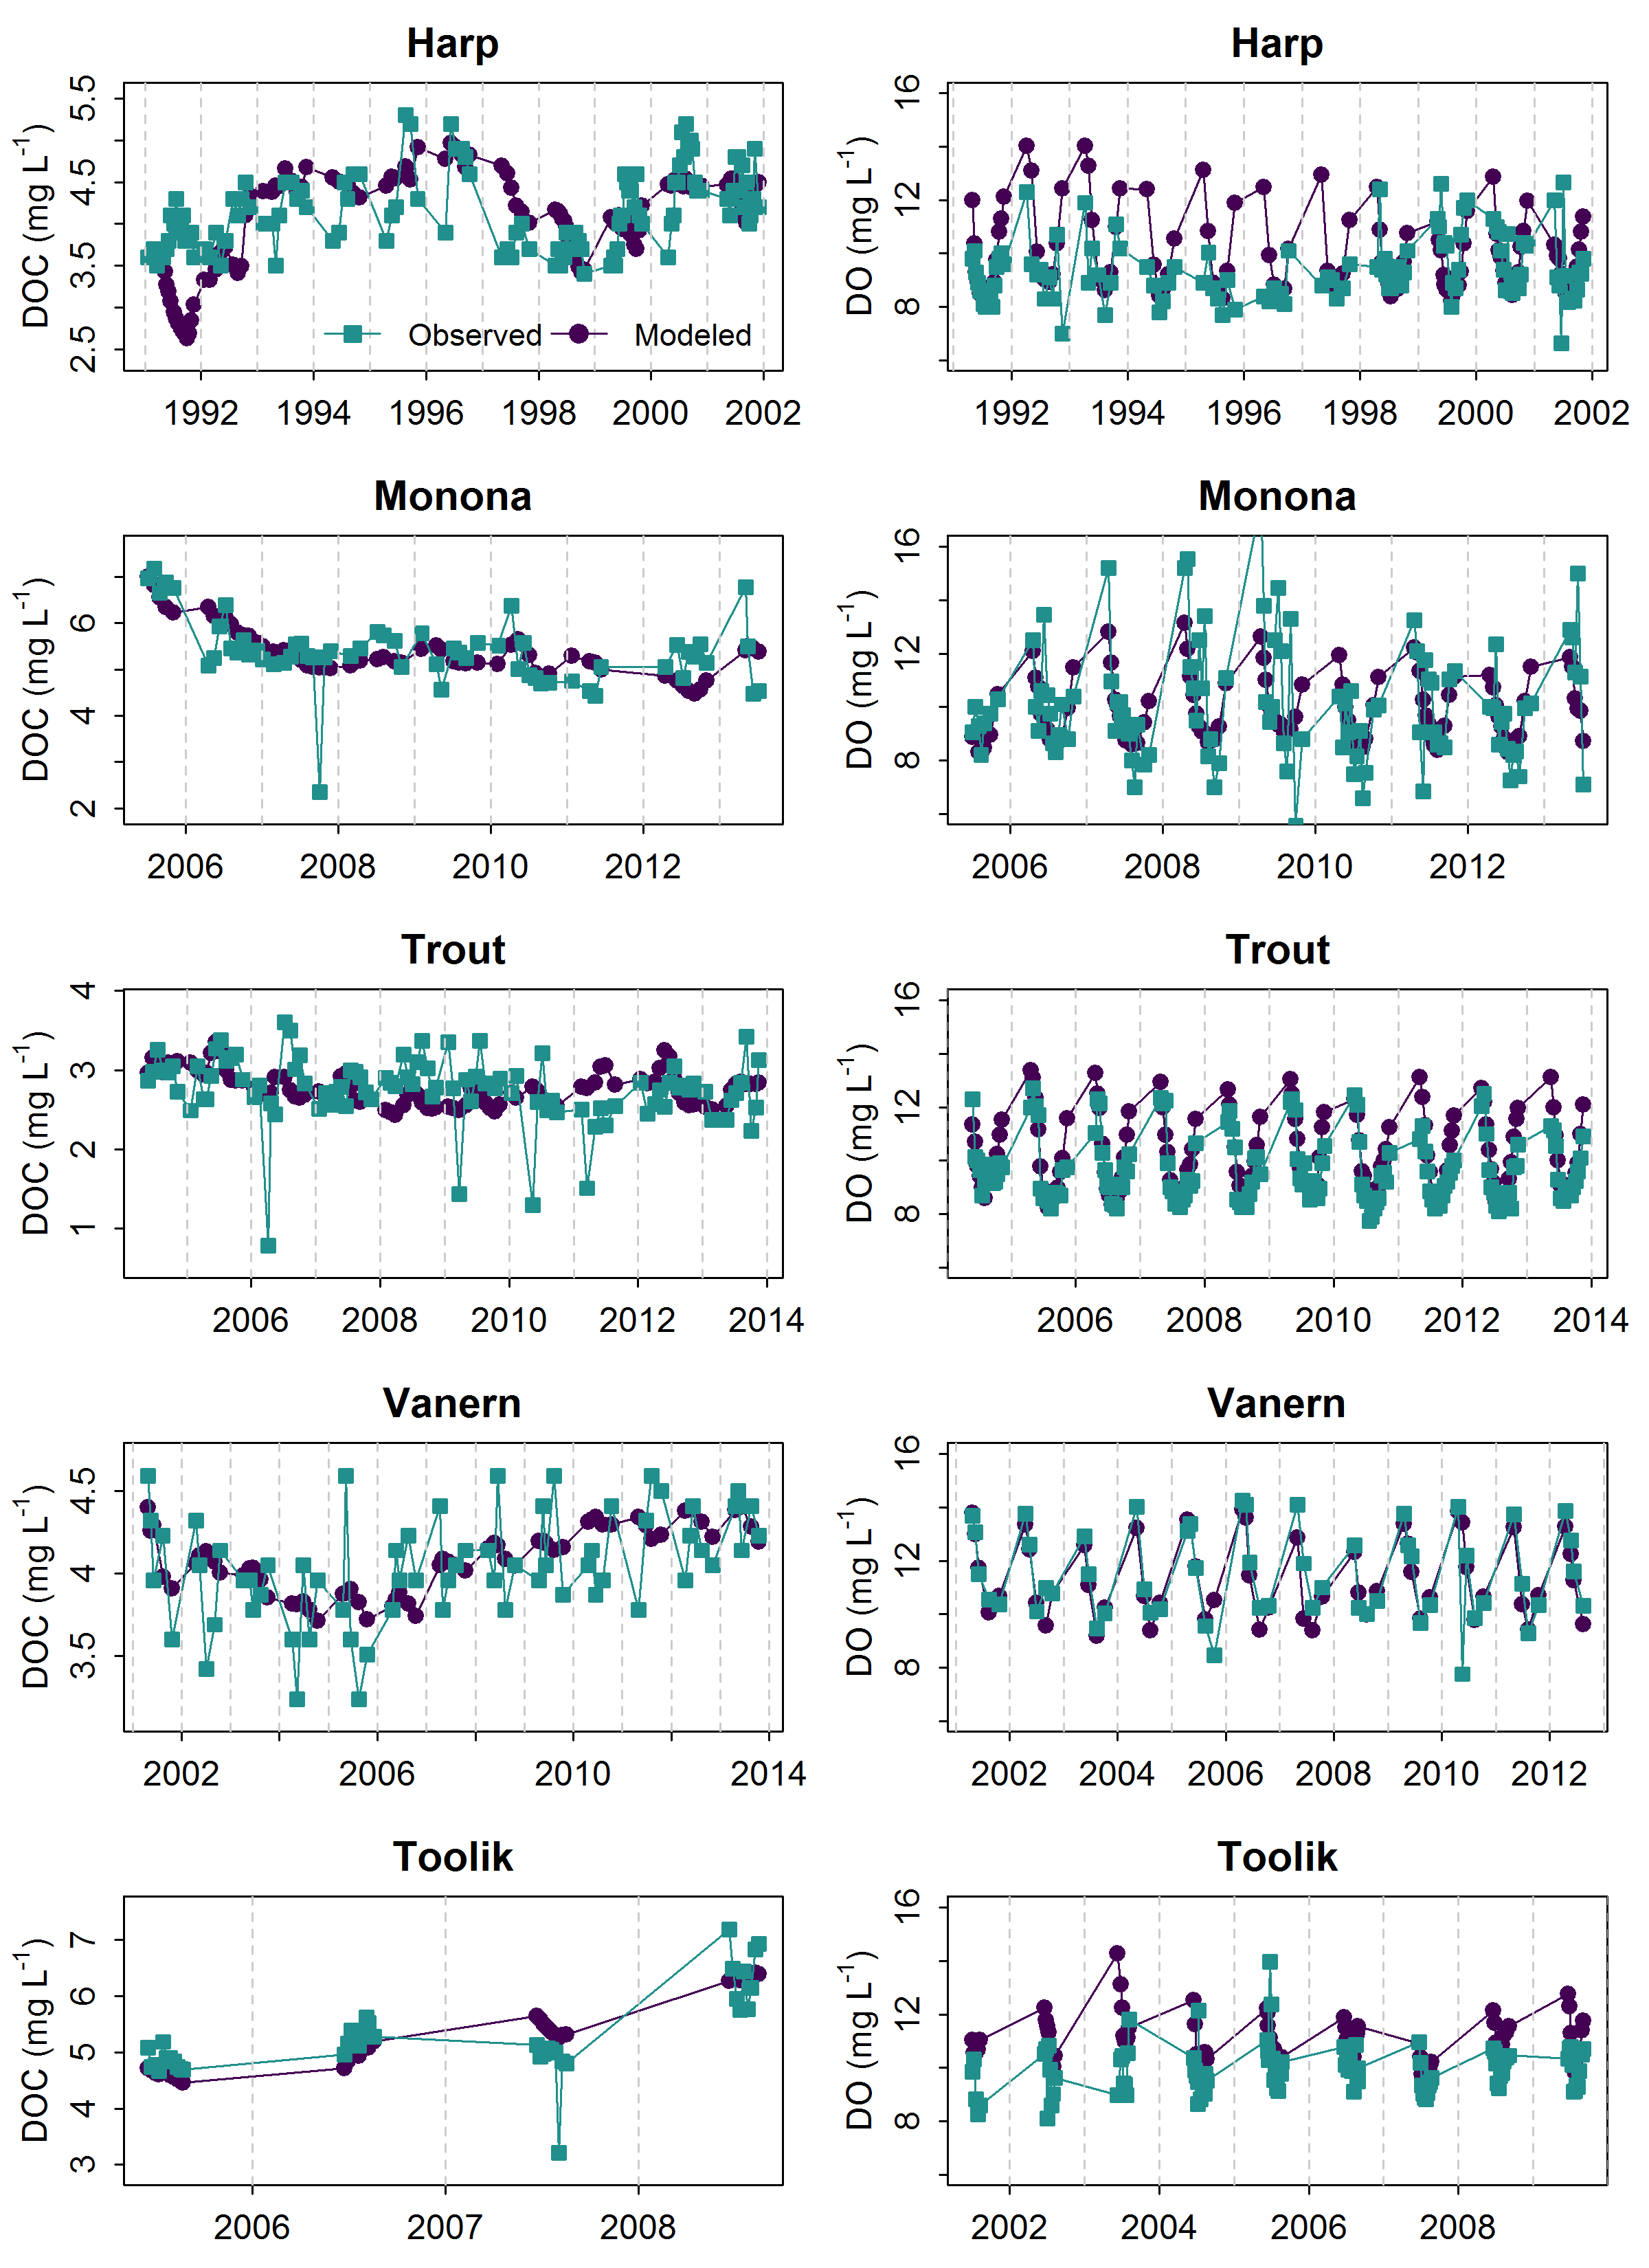 Harp
Harp
DOC (mg L-1)
2.5 3.5 4.5 5.5
Observed Modeled
1992 1994 1996 1998 2000 2002
DO (mg L-1)
8 12 16
1992 1994 1996 1998 2000 2002
Monona
Monona
DOC (mg L-1)
2 4 6
2006 2008 2010 2012
DO (mg L-1)
8 12 16
2006 2008 2010 2012
Trout
Trout
DOC (mg L-1)
1 2 3 4
2006 2008 2010 2012 2014
DO (mg L-1)
8 12 16
2006 2008 2010 2012 2014
Vanern
Vanern
DOC (mg L-1)
3.5 4 4.5
2002 2006 2010 2014
DO (mg L-1)
8 12 16
2002 2004 2006 2008 2010 2012
Toolik
Toolik
DOC (mg L-1)
3 4 5 6 7
2006 2007 2008
DO (mg L-1)
8 12 16
2002 2004 2006 2008